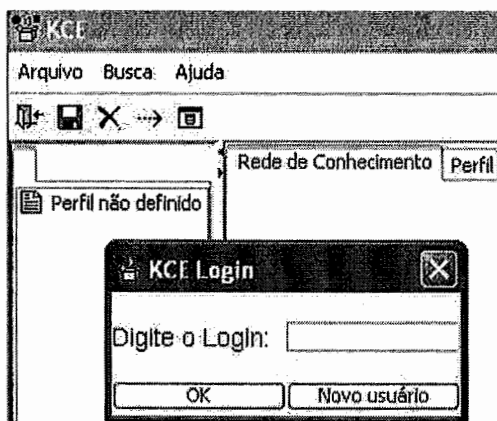 KCE
Arquivo Busca Ajuda
Rede de Conhecimento Perfil
Perfil não definido
KCE Login
Digite o Login:
OK Novo usuário